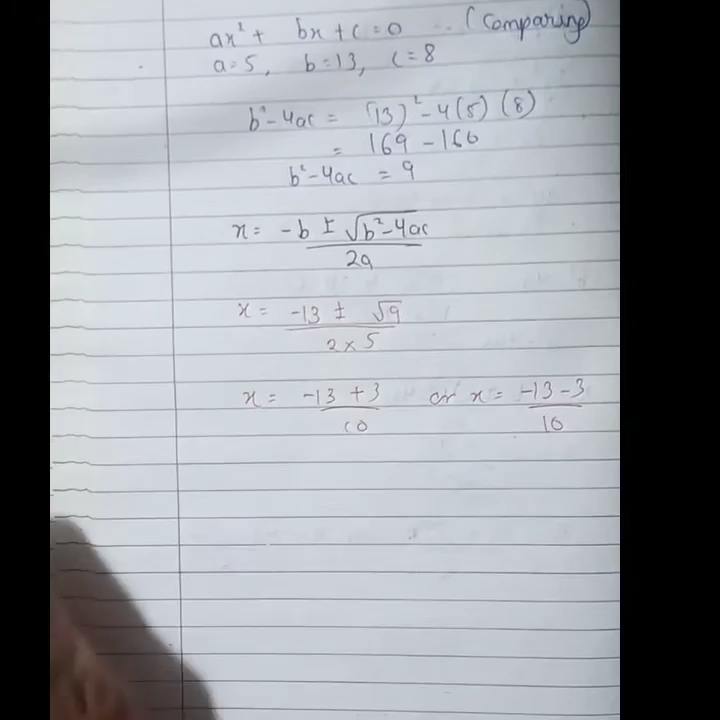 ax² + bx + c = 0 ... (Comparing)
a = 5, b = 13, c = 8
b² - 4ac = (13)² - 4(5)(8)
= 169 - 160
b² - 4ac = 9
x = -b ± √b² - 4ac / 2a
x = -13 ± √9 / 2 × 5
x = -13 + 3 / 10 or x = -13 - 3 / 10